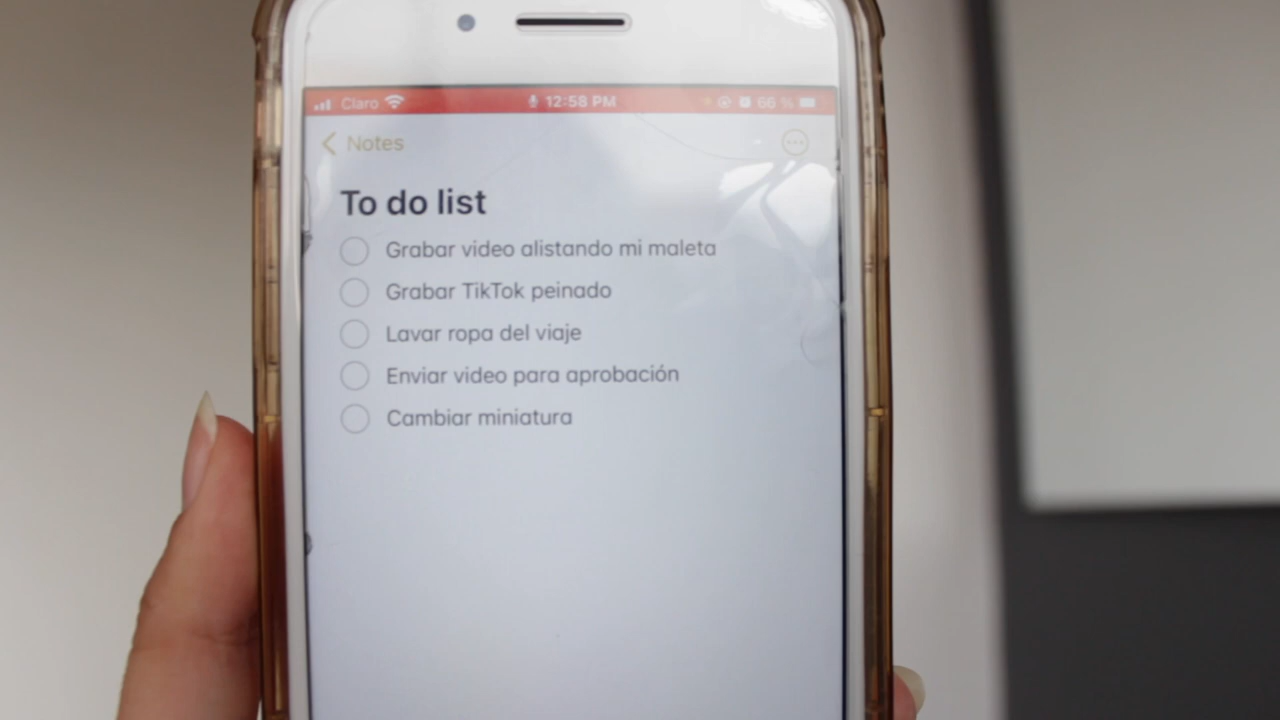 Claro 12:58 PM 66 %
Notes
To do list
Grabar video alistando mi maleta
Grabar TikTok peinado
Lavar ropa del viaje
Enviar video para aprobación
Cambiar miniatura